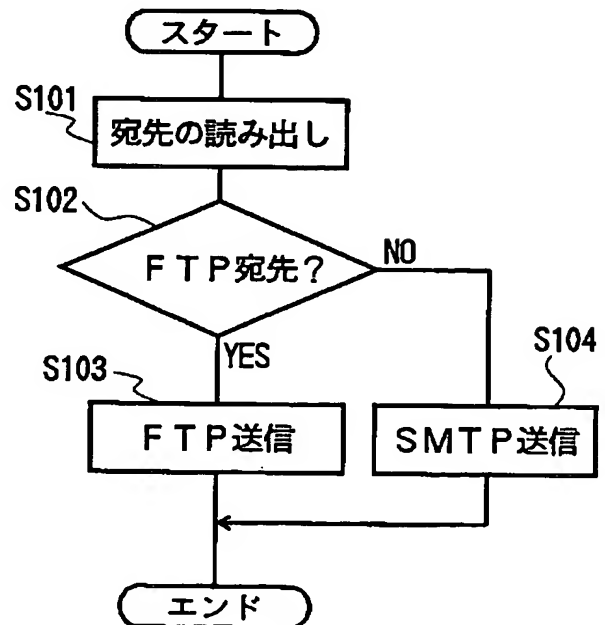 スタート
S101
宛先の読み出し
S102
FTP宛先?
NO
YES
S103
FTP送信
S104
SMTP送信
エンド